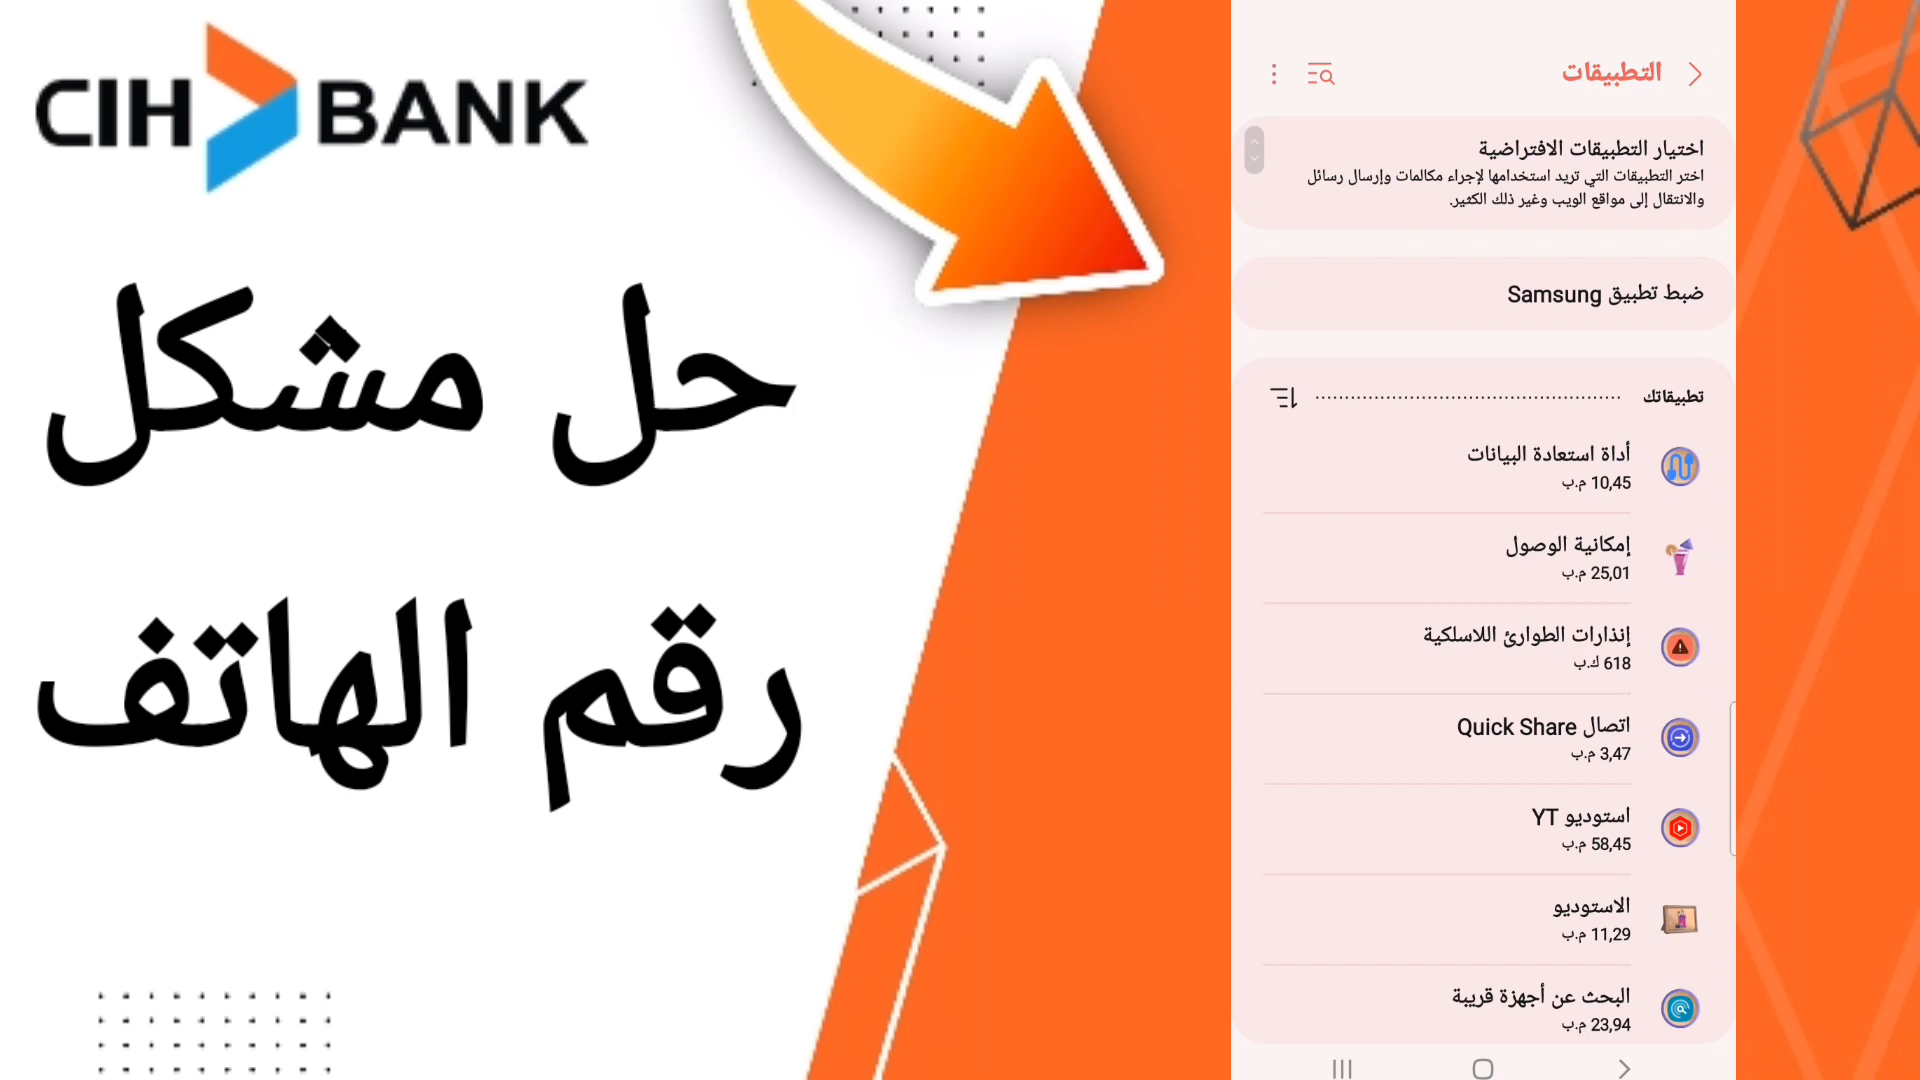 CIH BANK
حل مشكل
رقم الهاتف
التطبيقات
اختيار التطبيقات الافتراضية
اختر التطبيقات التي تريد استخدامها لإجراء مكالمات وإرسال رسائل
والانتقال إلى مواقع الويب وغير ذلك الكثير.
ضبط تطبيق Samsung
تطبيقاتك
أداة استعادة البيانات
10,45 م.ب
إمكانية الوصول
25,01 م.ب
إنذارات الطوارئ اللاسلكية
618 ك.ب
اتصال Quick Share
3,47 م.ب
استوديو YT
58,45 م.ب
الاستوديو
11,29 م.ب
البحث عن أجهزة قريبة
23,94 م.ب